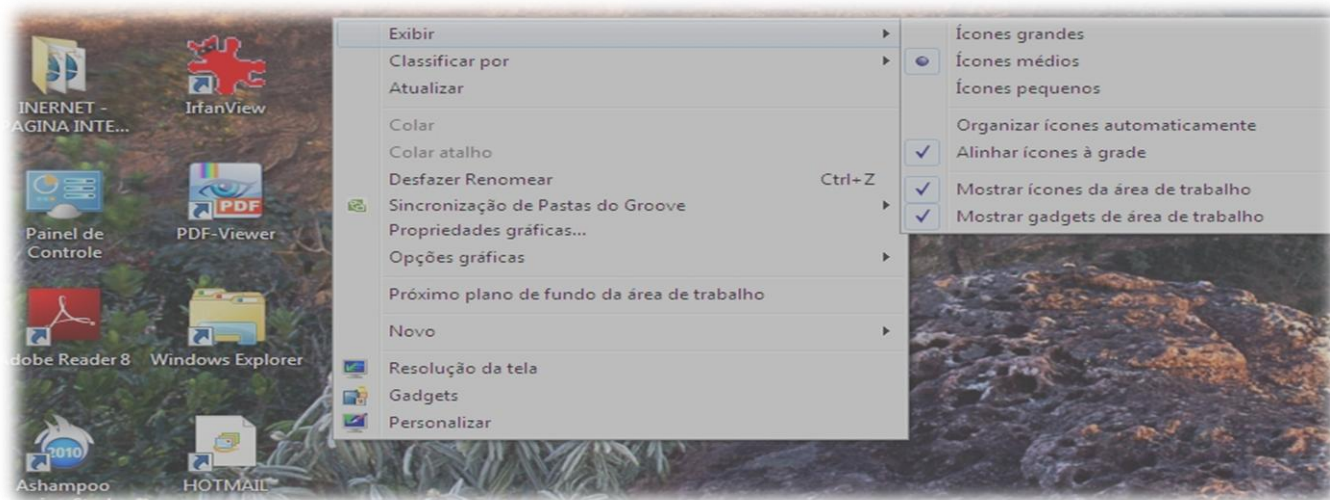 INERNET -
PAGINA INTE...
IrfanView
Painel de
Controle
PDF
PDF-Viewer
Adobe Reader 8
Windows Explorer
2010
Ashampoo
HOTMAIL
Exibir
Classificar por
Atualizar
Colar
Colar atalho
Desfazer Renomear Ctrl+Z
Sincronização de Pastas do Groove
Propriedades gráficas...
Opções gráficas
Próximo plano de fundo da área de trabalho
Novo
Resolução da tela
Gadgets
Personalizar
Ícones grandes
Ícones médios
Ícones pequenos
Organizar ícones automaticamente
Alinhar ícones à grade
Mostrar ícones da área de trabalho
Mostrar gadgets de área de trabalho